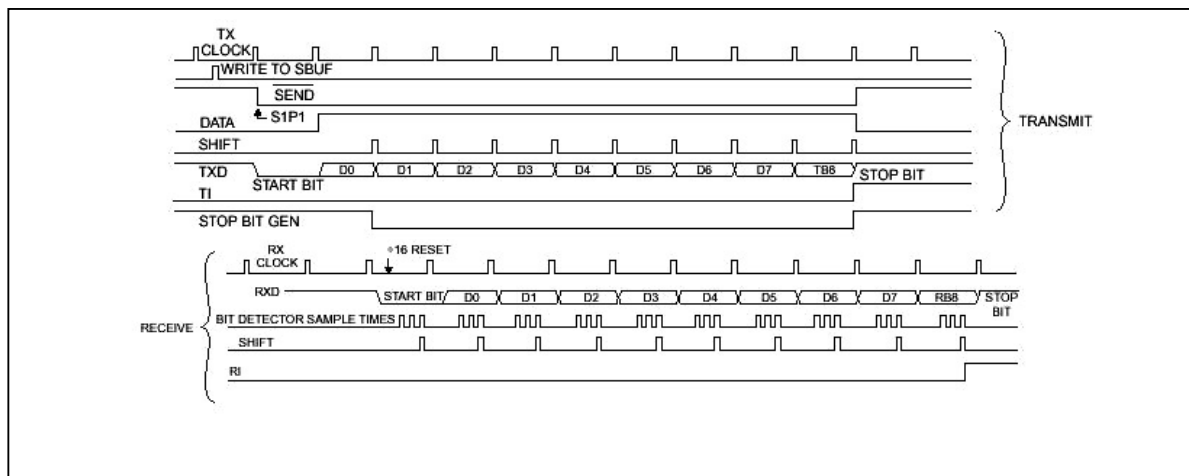 TX
CLOCK
WRITE TO SBUF
SEND
S1P1
DATA
TRANSMIT
SHIFT
TXD
D0 D1 D2 D3 D4 D5 D6 D7 TB8
START BIT
STOP BIT
TI
STOP BIT GEN
RX
CLOCK
÷16 RESET
RXD
START BIT D0 D1 D2 D3 D4 D5 D6 D7 RB8 STOP
BIT
BIT DETECTOR SAMPLE TIMES
RECEIVE
SHIFT
RI